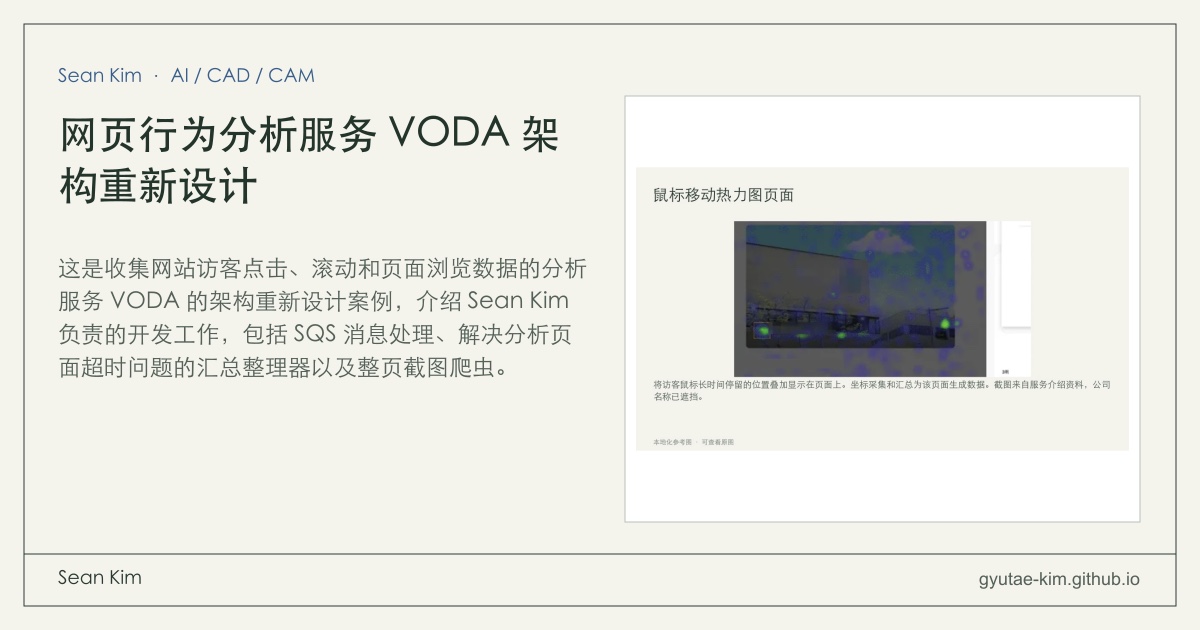 Sean Kim · AI / CAD / CAM
网页行为分析服务 VODA 架
构重新设计
这是收集网站访客点击、滚动和页面浏览数据的分析
服务 VODA 的架构重新设计案例，介绍 Sean Kim
负责的开发工作，包括 SQS 消息处理、解决分析页
面超时问题的汇总整理器以及整页截图爬虫。
鼠标移动热力图页面
将访客鼠标长时间停留的位置叠加显示在页面上。坐标采集和汇总为该页面生成数据。截图来自服务介绍资料，公司
名称已遮挡。
本地化参考图 · 可查看原图
Sean Kim
gyutae-kim.github.io